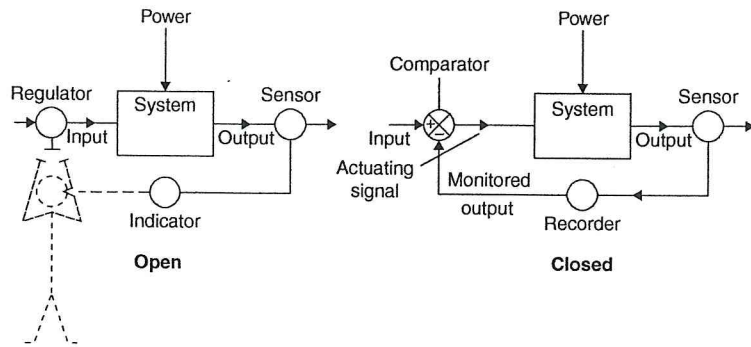 Power
Regulator
System
Sensor
Input
Output
Indicator
Open
Power
Comparator
System
Sensor
+
−
Input
Output
Actuating
signal
Monitored
output
Recorder
Closed